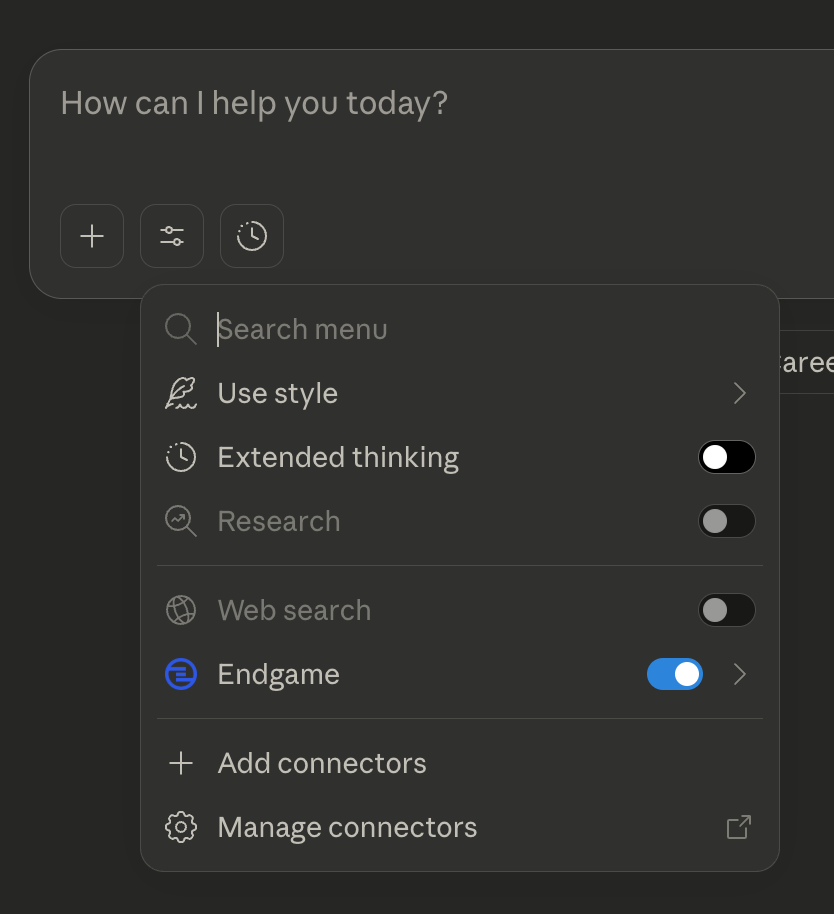 How can I help you today?
Search menu
Use style
Extended thinking
Research
Web search
Endgame
Add connectors
Manage connectors